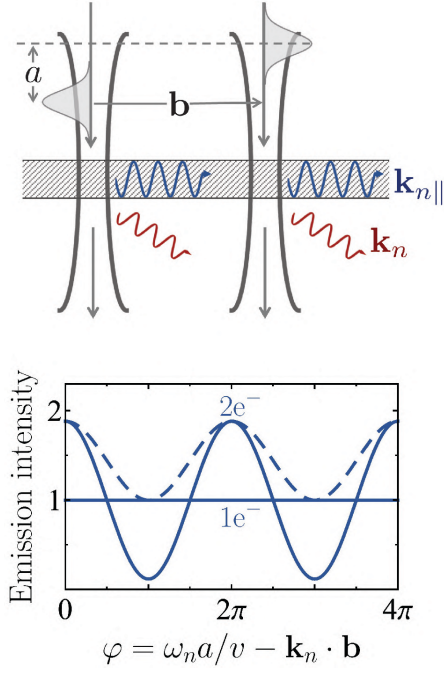 a
b
k_{n∥}
k_n
Emission intensity
2
1
2e⁻
1e⁻
0
2π
4π
φ = ω_n a/v − k_n · b